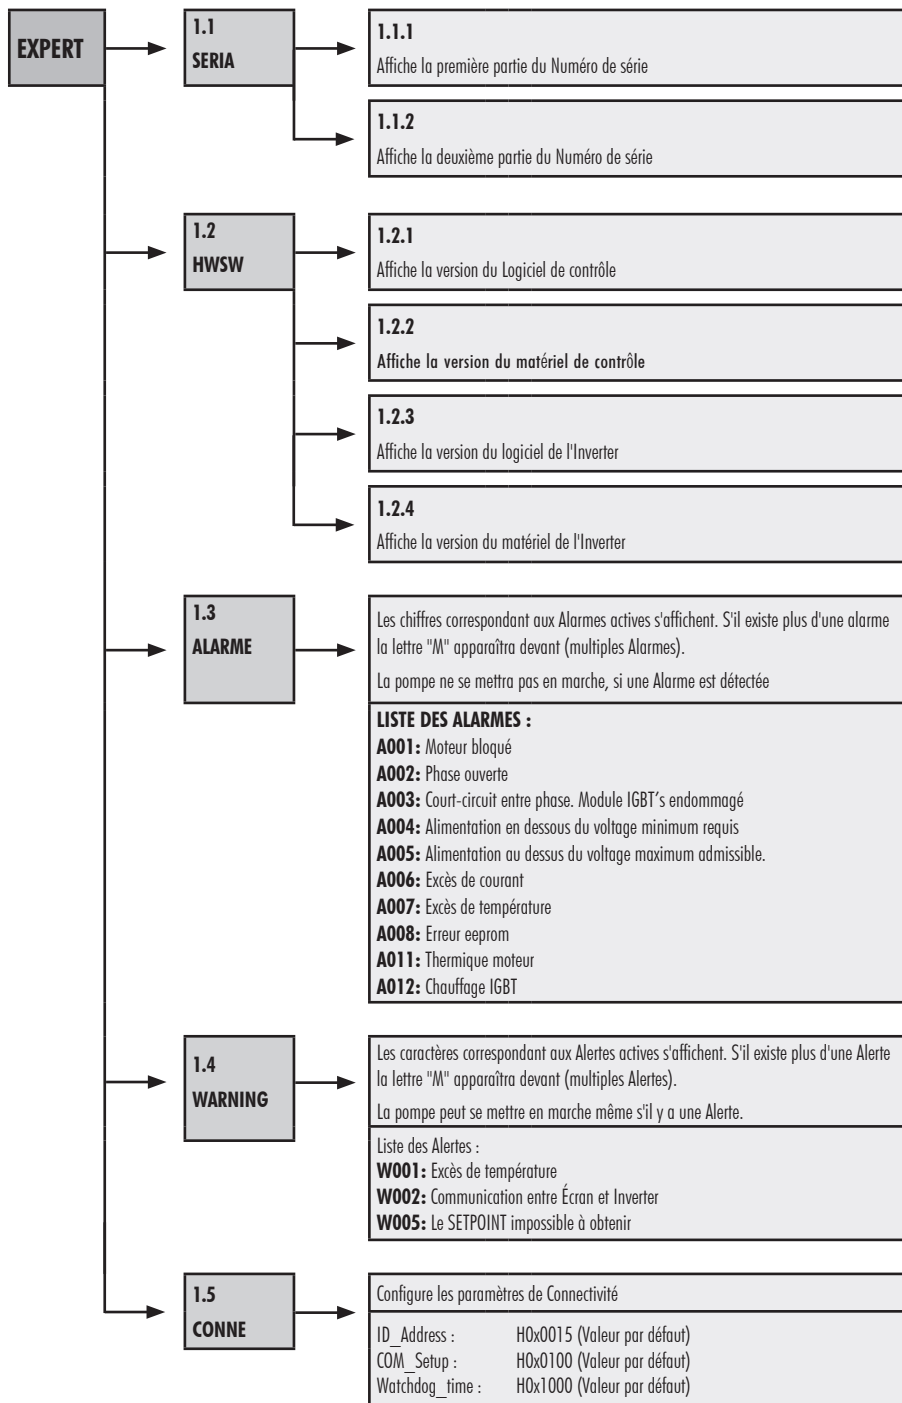 EXPERT
1.1
SERIA
1.1.1
Affiche la première partie du Numéro de série
1.1.2
Affiche la deuxième partie du Numéro de série
1.2
HWSW
1.2.1
Affiche la version du Logiciel de contrôle
1.2.2
Affiche la version du matériel de contrôle
1.2.3
Affiche la version du logiciel de l'Inverter
1.2.4
Affiche la version du matériel de l'Inverter
1.3
ALARME
Les chiffres correspondant aux Alarmes actives s'affichent. S'il existe plus d'une alarme
la lettre "M" apparaîtra devant (multiples Alarmes).
La pompe ne se mettra pas en marche, si une Alarme est détectée
LISTE DES ALARMES :
A001: Moteur bloqué
A002: Phase ouverte
A003: Court-circuit entre phase. Module IGBT's endommagé
A004: Alimentation en dessous du voltage minimum requis
A005: Alimentation au dessus du voltage maximum admissible.
A006: Excès de courant
A007: Excès de température
A008: Erreur eeprom
A011: Thermique moteur
A012: Chauffage IGBT
1.4
WARNING
Les caractères correspondant aux Alertes actives s'affichent. S'il existe plus d'une Alerte
la lettre "M" apparaîtra devant (multiples Alertes).
La pompe peut se mettre en marche même s'il y a une Alerte.
Liste des Alertes :
W001: Excès de température
W002: Communication entre Écran et Inverter
W005: Le SETPOINT impossible à obtenir
1.5
CONNE
Configure les paramètres de Connectivité
ID_Address : H0x0015 (Valeur par défaut)
COM_Setup : H0x0100 (Valeur par défaut)
Watchdog_time : H0x1000 (Valeur par défaut)